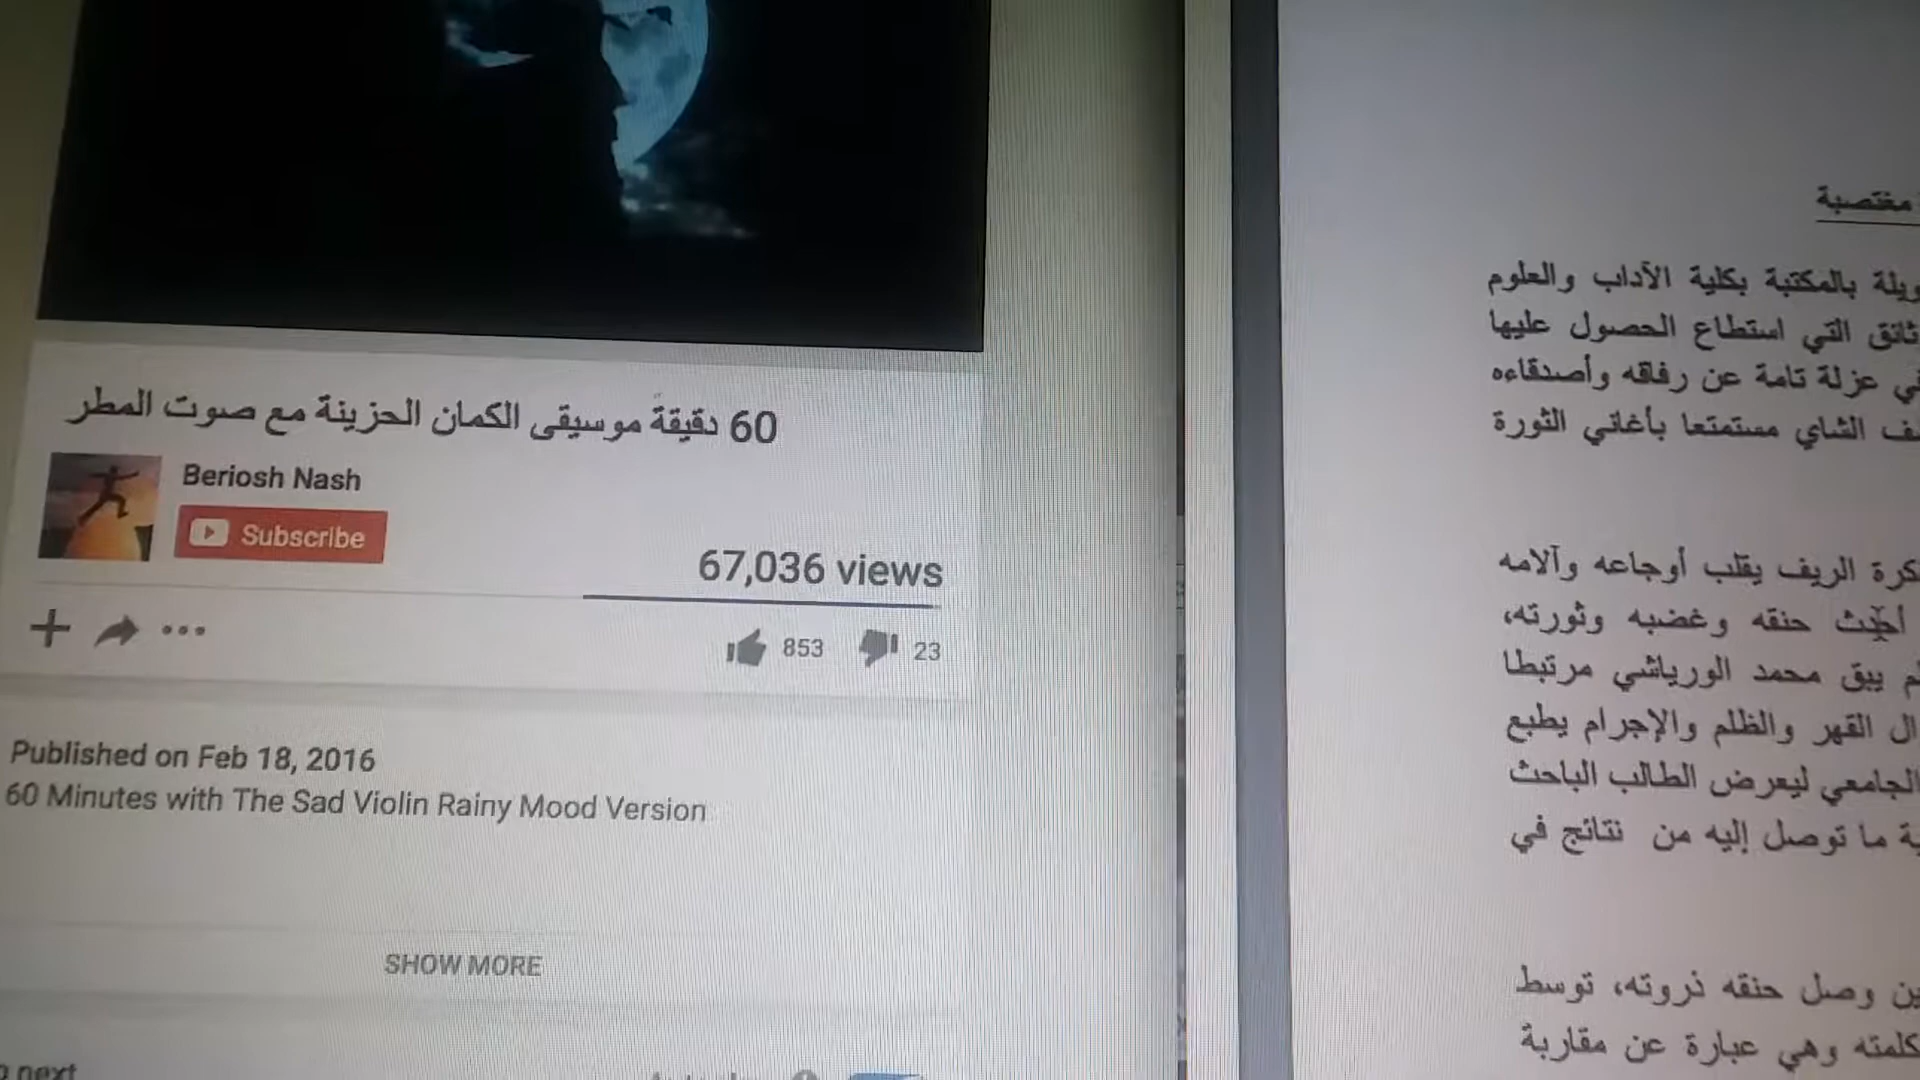 60 دقيقة موسيقى الكمان الحزينة مع صوت المطر
Beriosh Nash
Subscribe
67,036 views
853
23
Published on Feb 18, 2016
60 Minutes with The Sad Violin Rainy Mood Version
SHOW MORE
next
مغتصبة
بالمكتبة بكلية الآداب والعلوم
التي استطاع الحصول عليها
عزلة تامة عن رفاقه وأصدقاءه
الشاي مستمتعا بأغاني الثورة
الريف يقلب أوجاعه وآلامه
حنقه وغضبه وثورته،
يبق محمد الورياشي مرتبطا
القهر والظلم والإجرام يطبع
الجامعي ليعرض الطالب الباحث
ما توصل إليه من نتائج في
وصل حنقه ذروته، توسط
كلمته وهي عبارة عن مقاربة